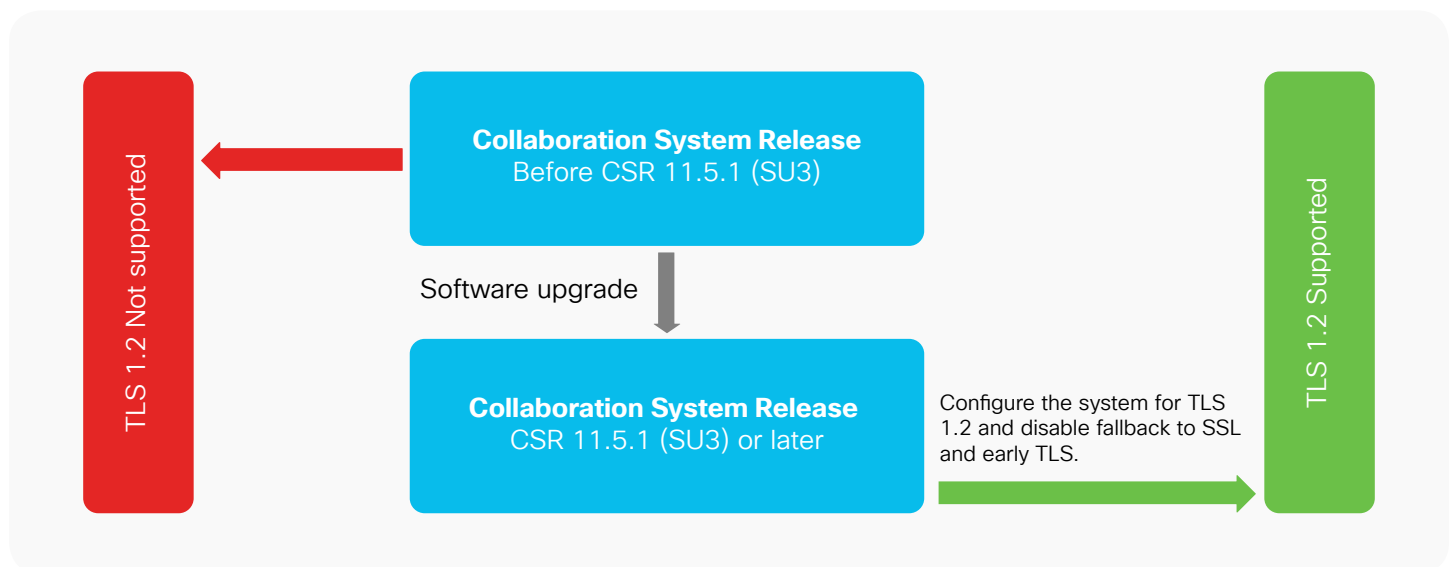 TLS 1.2 Not supported
Collaboration System Release
Before CSR 11.5.1 (SU3)
Software upgrade
Collaboration System Release
CSR 11.5.1 (SU3) or later
Configure the system for TLS
1.2 and disable fallback to SSL
and early TLS.
TLS 1.2 Supported